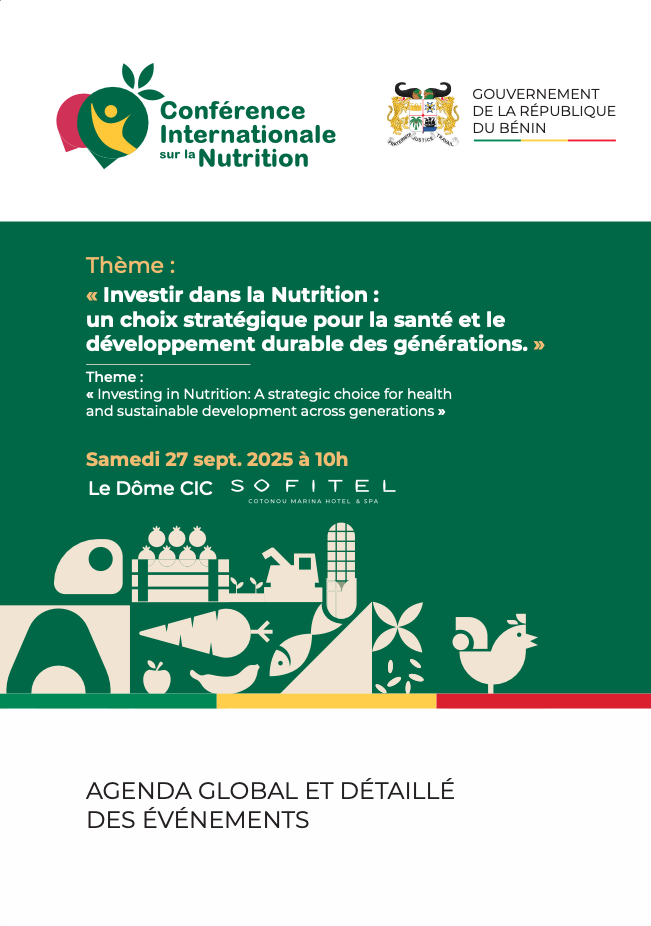 Conférence
Internationale
sur la Nutrition
FRATERNITÉ JUSTICE TRAVAIL
GOUVERNEMENT
DE LA RÉPUBLIQUE
DU BÉNIN
Thème :
« Investir dans la Nutrition :
un choix stratégique pour la santé et le
développement durable des générations. »
Theme :
« Investing in Nutrition: A strategic choice for health
and sustainable development across generations »
Samedi 27 sept. 2025 à 10h
Le Dôme CIC SOFITEL
COTONOU MARINA HOTEL & SPA
AGENDA GLOBAL ET DÉTAILLÉ
DES ÉVÉNEMENTS